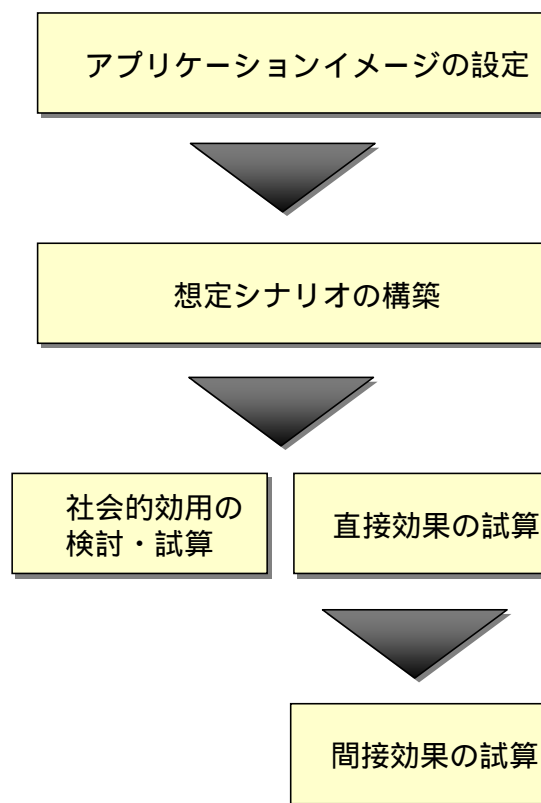 アプリケーションイメージの設定
想定シナリオの構築
社会的効用の
検討・試算
直接効果の試算
間接効果の試算